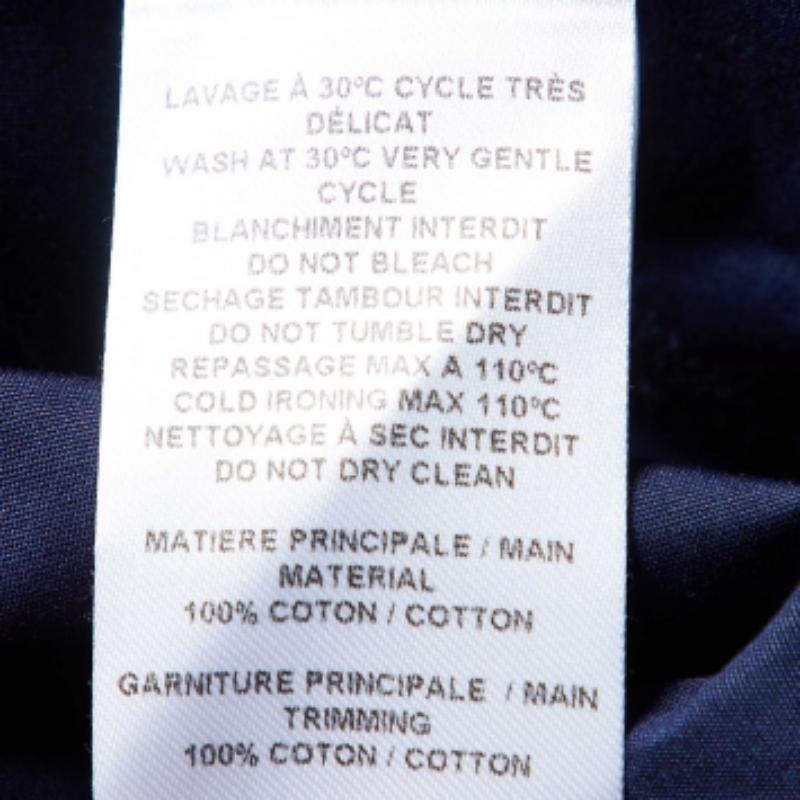 LAVAGE À 30°C CYCLE TRÈS
DÉLICAT
WASH AT 30°C VERY GENTLE
CYCLE
BLANCHIMENT INTERDIT
DO NOT BLEACH
SECHAGE TAMBOUR INTERDIT
DO NOT TUMBLE DRY
REPASSAGE MAX A 110°C
COLD IRONING MAX 110°C
NETTOYAGE À SEC INTERDIT
DO NOT DRY CLEAN
MATIERE PRINCIPALE / MAIN
MATERIAL
100% COTON / COTTON
GARNITURE PRINCIPALE / MAIN
TRIMMING
100% COTON / COTTON